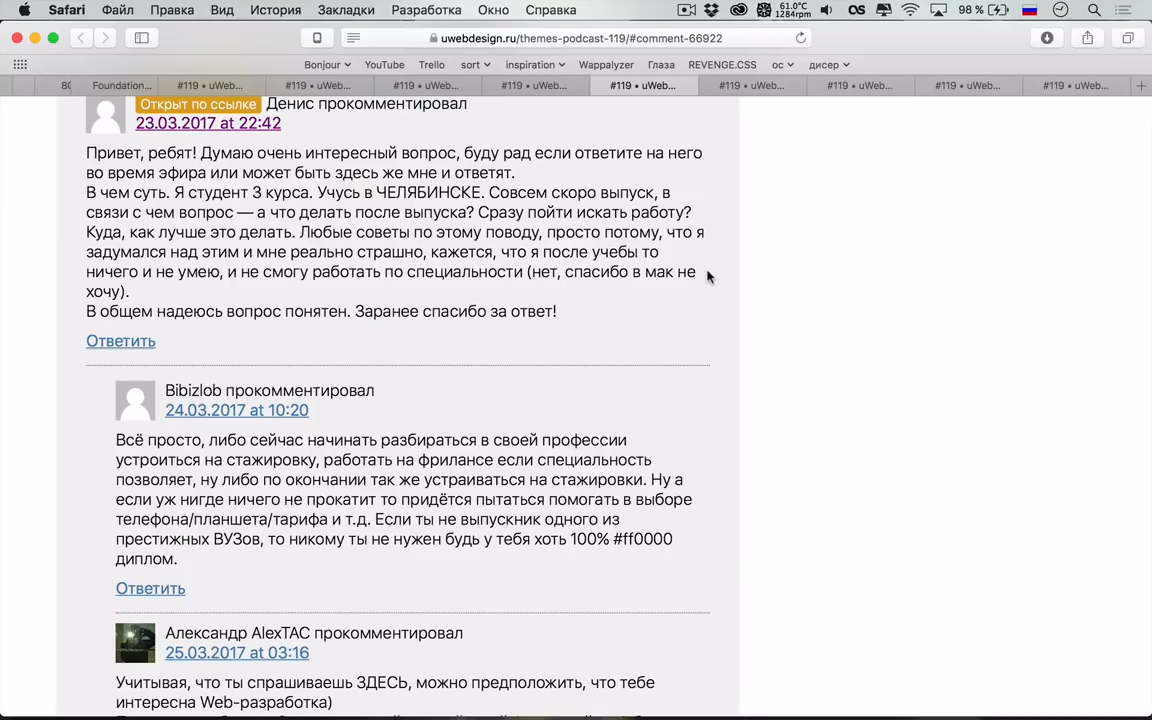 Safari Файл Правка Вид История Закладки Разработка Окно Справка 61.0°C 1284rpm 98 %
uwebdesign.ru/themes-podcast-119/#comment-66922
Bonjour YouTube Trello sort inspiration Wappalyzer Глаза REVENGE.CSS ос дисер
80 Foundation... #119 • uWeb... #119 • uWeb... #119 • uWeb... #119 • uWeb... #119 • uWeb... #119 • uWeb... #119 • uWeb... #119 • uWeb... #119 • uWeb...
Открыт по ссылке Денис прокомментировал
23.03.2017 at 22:42
Привет, ребят! Думаю очень интересный вопрос, буду рад если ответите на него
во время эфира или может быть здесь же мне и ответят.
В чем суть. Я студент 3 курса. Учусь в ЧЕЛЯБИНСКЕ. Совсем скоро выпуск, в
связи с чем вопрос — а что делать после выпуска? Сразу пойти искать работу?
Куда, как лучше это делать. Любые советы по этому поводу, просто потому, что я
задумался над этим и мне реально страшно, кажется, что я после учебы то
ничего и не умею, и не смогу работать по специальности (нет, спасибо в мак не
хочу).
В общем надеюсь вопрос понятен. Заранее спасибо за ответ!
Ответить
Bibizlob прокомментировал
24.03.2017 at 10:20
Всё просто, либо сейчас начинать разбираться в своей профессии
устроиться на стажировку, работать на фрилансе если специальность
позволяет, ну либо по окончании так же устраиваться на стажировки. Ну а
если уж нигде ничего не прокатит то придётся пытаться помогать в выборе
телефона/планшета/тарифа и т.д. Если ты не выпускник одного из
престижных ВУЗов, то никому ты не нужен будь у тебя хоть 100% #ff0000
диплом.
Ответить
Александр AlexTAC прокомментировал
25.03.2017 at 03:16
Учитывая, что ты спрашиваешь ЗДЕСЬ, можно предположить, что тебе
интересна Web-разработка)